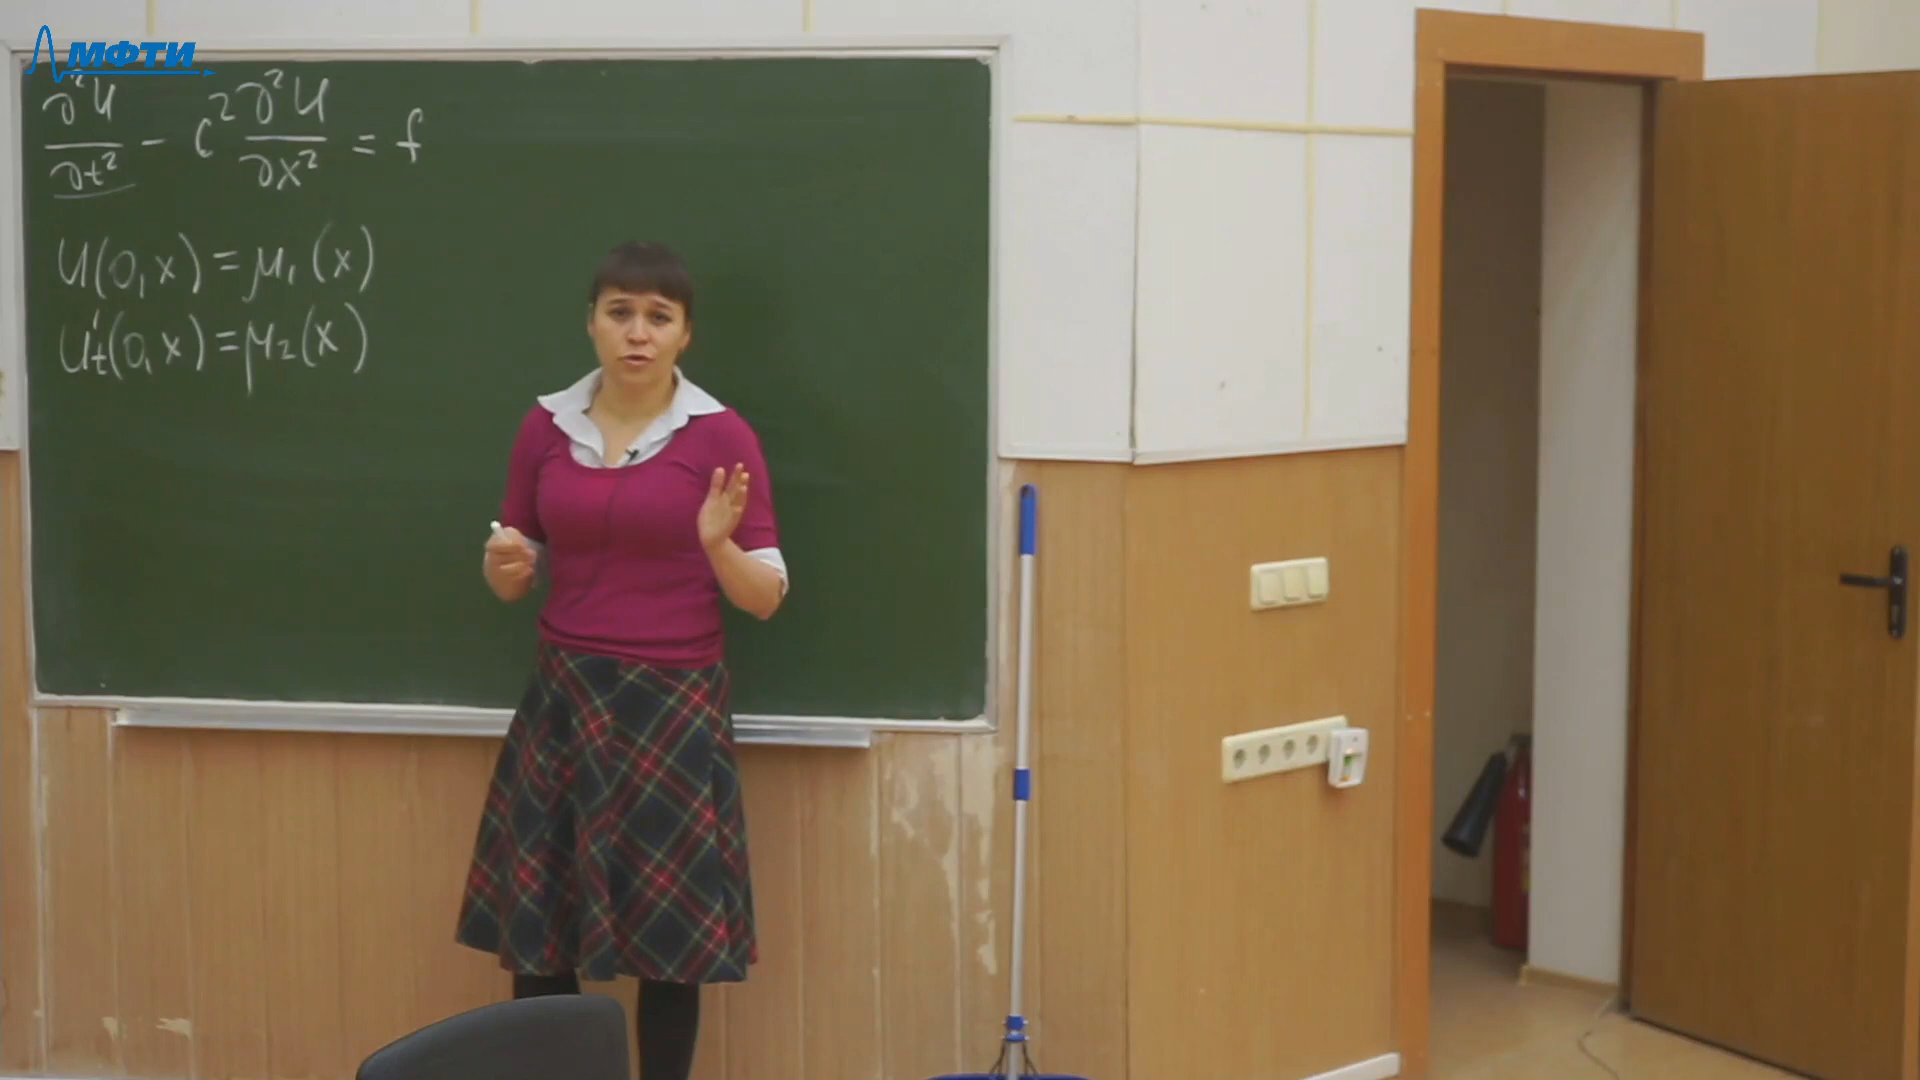 МФТИ
∂²U/∂t² − c² ∂²U/∂x² = f
U(0,x) = μ₁(x)
U'ₜ(0,x) = μ₂(x)